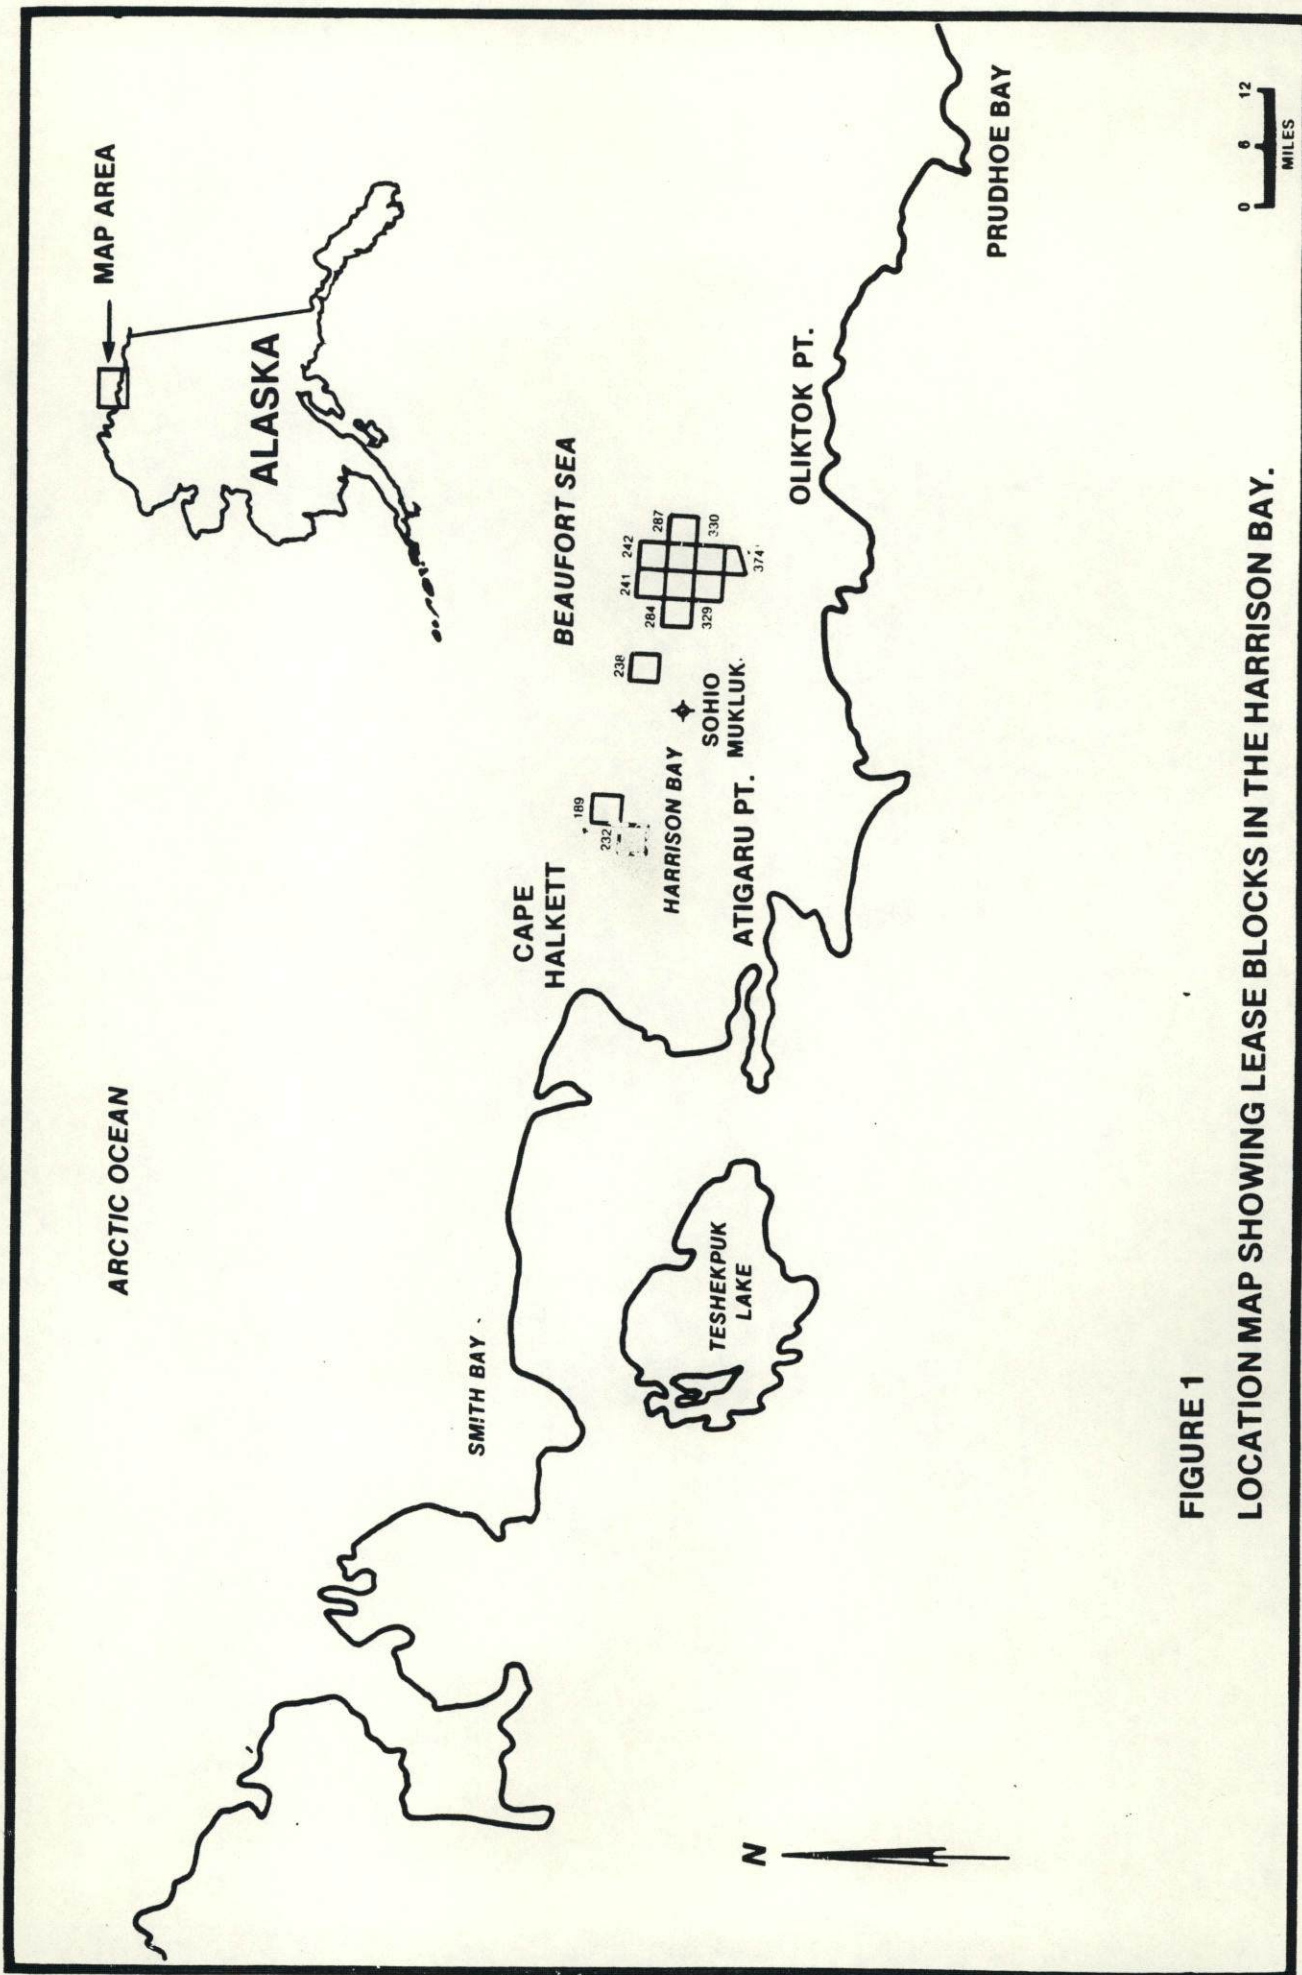 ARCTIC OCEAN
MAP AREA
ALASKA
SMITH BAY
CAPE
HALKETT
BEAUFORT SEA
189
232
238
241
242
284
287
329
330
374
HARRISON BAY
SOHIO
MUKLUK
ATIGARU PT.
OLIKTOK PT.
TESHEKPUK
LAKE
PRUDHOE BAY
N
0 6 12
MILES
FIGURE 1
LOCATION MAP SHOWING LEASE BLOCKS IN THE HARRISON BAY.